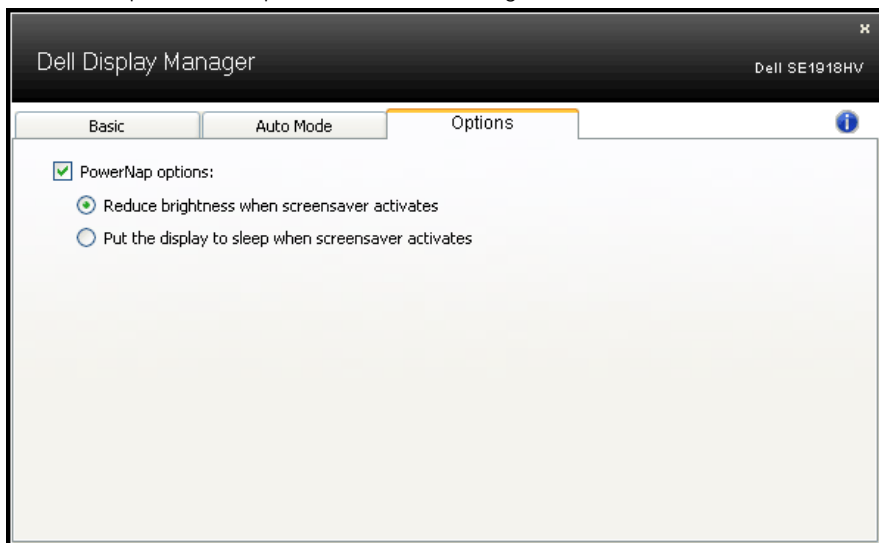 Dell Display Manager
Dell SE1918HV
Basic
Auto Mode
Options
PowerNap options:
Reduce brightness when screensaver activates
Put the display to sleep when screensaver activates